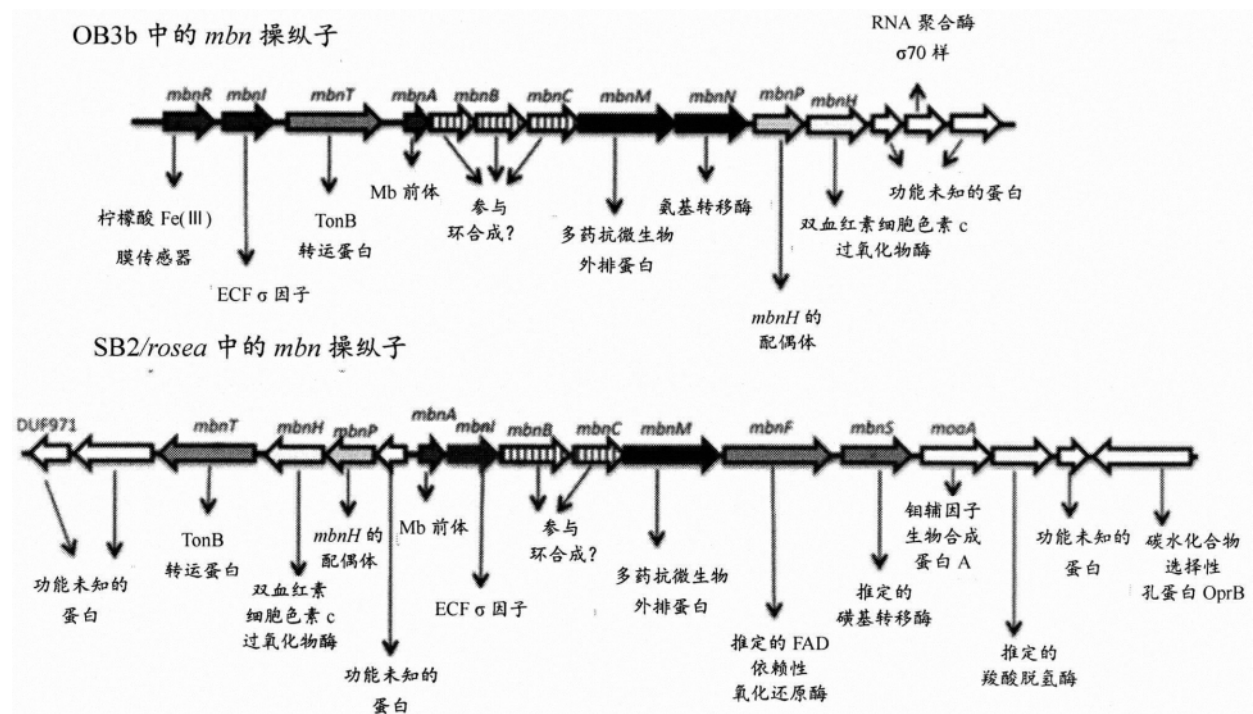 OB3b 中的 mbn 操纵子
RNA 聚合酶
σ70 样
mbnR mbnI mbnT mbnA mbnB mbnC mbnM mbnN mbnP mbnH
柠檬酸 Fe(Ⅲ)
膜传感器
ECF σ 因子
TonB
转运蛋白
Mb 前体
参与
环合成?
多药抗微生物
外排蛋白
氨基转移酶
mbnH 的
配偶体
双血红素细胞色素 c
过氧化物酶
功能未知的蛋白
SB2/rosea 中的 mbn 操纵子
DUF971 mbnT mbnH mbnP mbnA mbnI mbnB mbnC mbnM mbnF mbnS moaA
功能未知的
蛋白
TonB
转运蛋白
双血红素
细胞色素 c
过氧化物酶
mbnH 的
配偶体
功能未知的
蛋白
Mb 前体
ECF σ 因子
参与
环合成?
多药抗微生物
外排蛋白
推定的 FAD
依赖性
氧化还原酶
推定的
磺基转移酶
钼辅因子
生物合成
蛋白 A
推定的
羧酸脱氢酶
功能未知的
蛋白
碳水化合物
选择性
孔蛋白 OprB